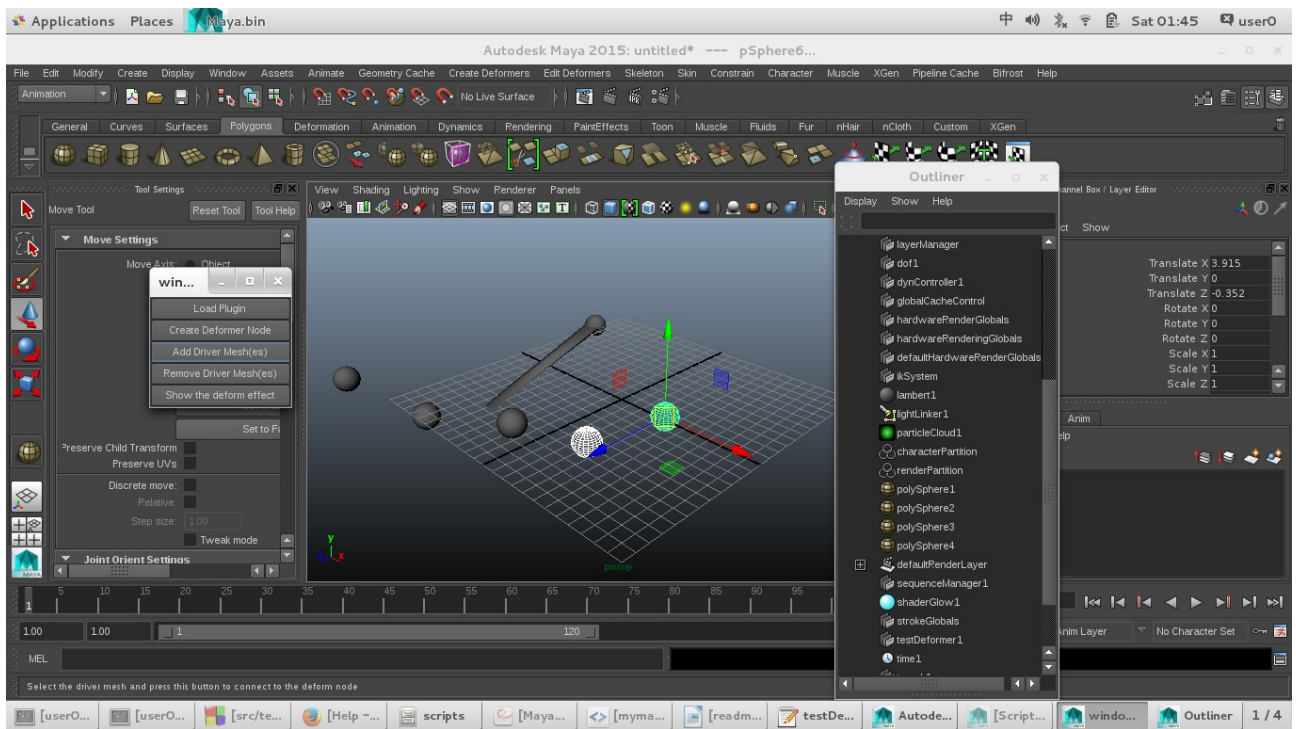 Applications Places Maya.bin 中 Sat 01:45 user0
Autodesk Maya 2015: untitled* --- pSphere6...
File Edit Modify Create Display Window Assets Animate Geometry Cache Create Deformers Edit Deformers Skeleton Skin Constrain Character Muscle XGen Pipeline Cache Bifrost Help
Animation No Live Surface
General Curves Surfaces Polygons Deformation Animation Dynamics Rendering PaintEffects Toon Muscle Fluids Fur nHair nCloth Custom XGen
Tool Settings
Move Tool Reset Tool Tool Help
Move Settings
Move Axis: Object
win...
Load Plugin
Create Deformer Node
Add Driver Mesh(es)
Remove Driver Mesh(es)
Show the deform effect
Set to Fa
Preserve Child Transform
Preserve UVs
Discrete move:
Relative:
Step size: 1.00
Tweak mode
Joint Orient Settings
View Shading Lighting Show Renderer Panels
y
z x
persp
Outliner
Display Show Help
layerManager
dof1
dynController1
globalCacheControl
hardwareRenderGlobals
hardwareRenderingGlobals
defaultHardwareRenderGlobals
ikSystem
lambert1
lightLinker1
particleCloud1
characterPartition
renderPartition
polySphere1
polySphere2
polySphere3
polySphere4
defaultRenderLayer
sequenceManager1
shaderGlow1
strokeGlobals
testDeformer1
time1
annel Box / Layer Editor
ct Show
Translate X 3.915
Translate Y 0
Translate Z -0.352
Rotate X 0
Rotate Y 0
Rotate Z 0
Scale X 1
Scale Y 1
Scale Z 1
Anim
elp
1 5 10 15 20 25 30 35 40 45 50 55 60 65 70 75 80 85 90 95
1.00 1.00 1 120 Anim Layer No Character Set
MEL
Select the driver mesh and press this button to connect to the deform node
[userO... [userO... [src/te... [Help -... scripts [Maya... [myma... [readm... testDe... Autode... [Script... windo... Outliner 1 / 4